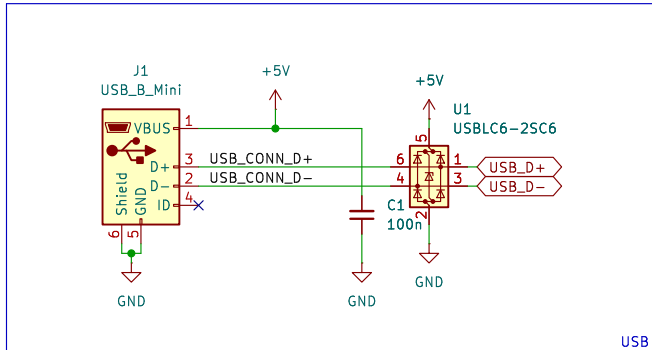 J1
USB_B_Mini
+5V
+5V
U1
USBLC6-2SC6
VBUS
1
D+
3
USB_CONN_D+
D-
2
USB_CONN_D-
ID
4
Shield
GND
6
5
GND
C1
100n
GND
5
6
1
USB_D+
4
3
USB_D-
2
GND
USB